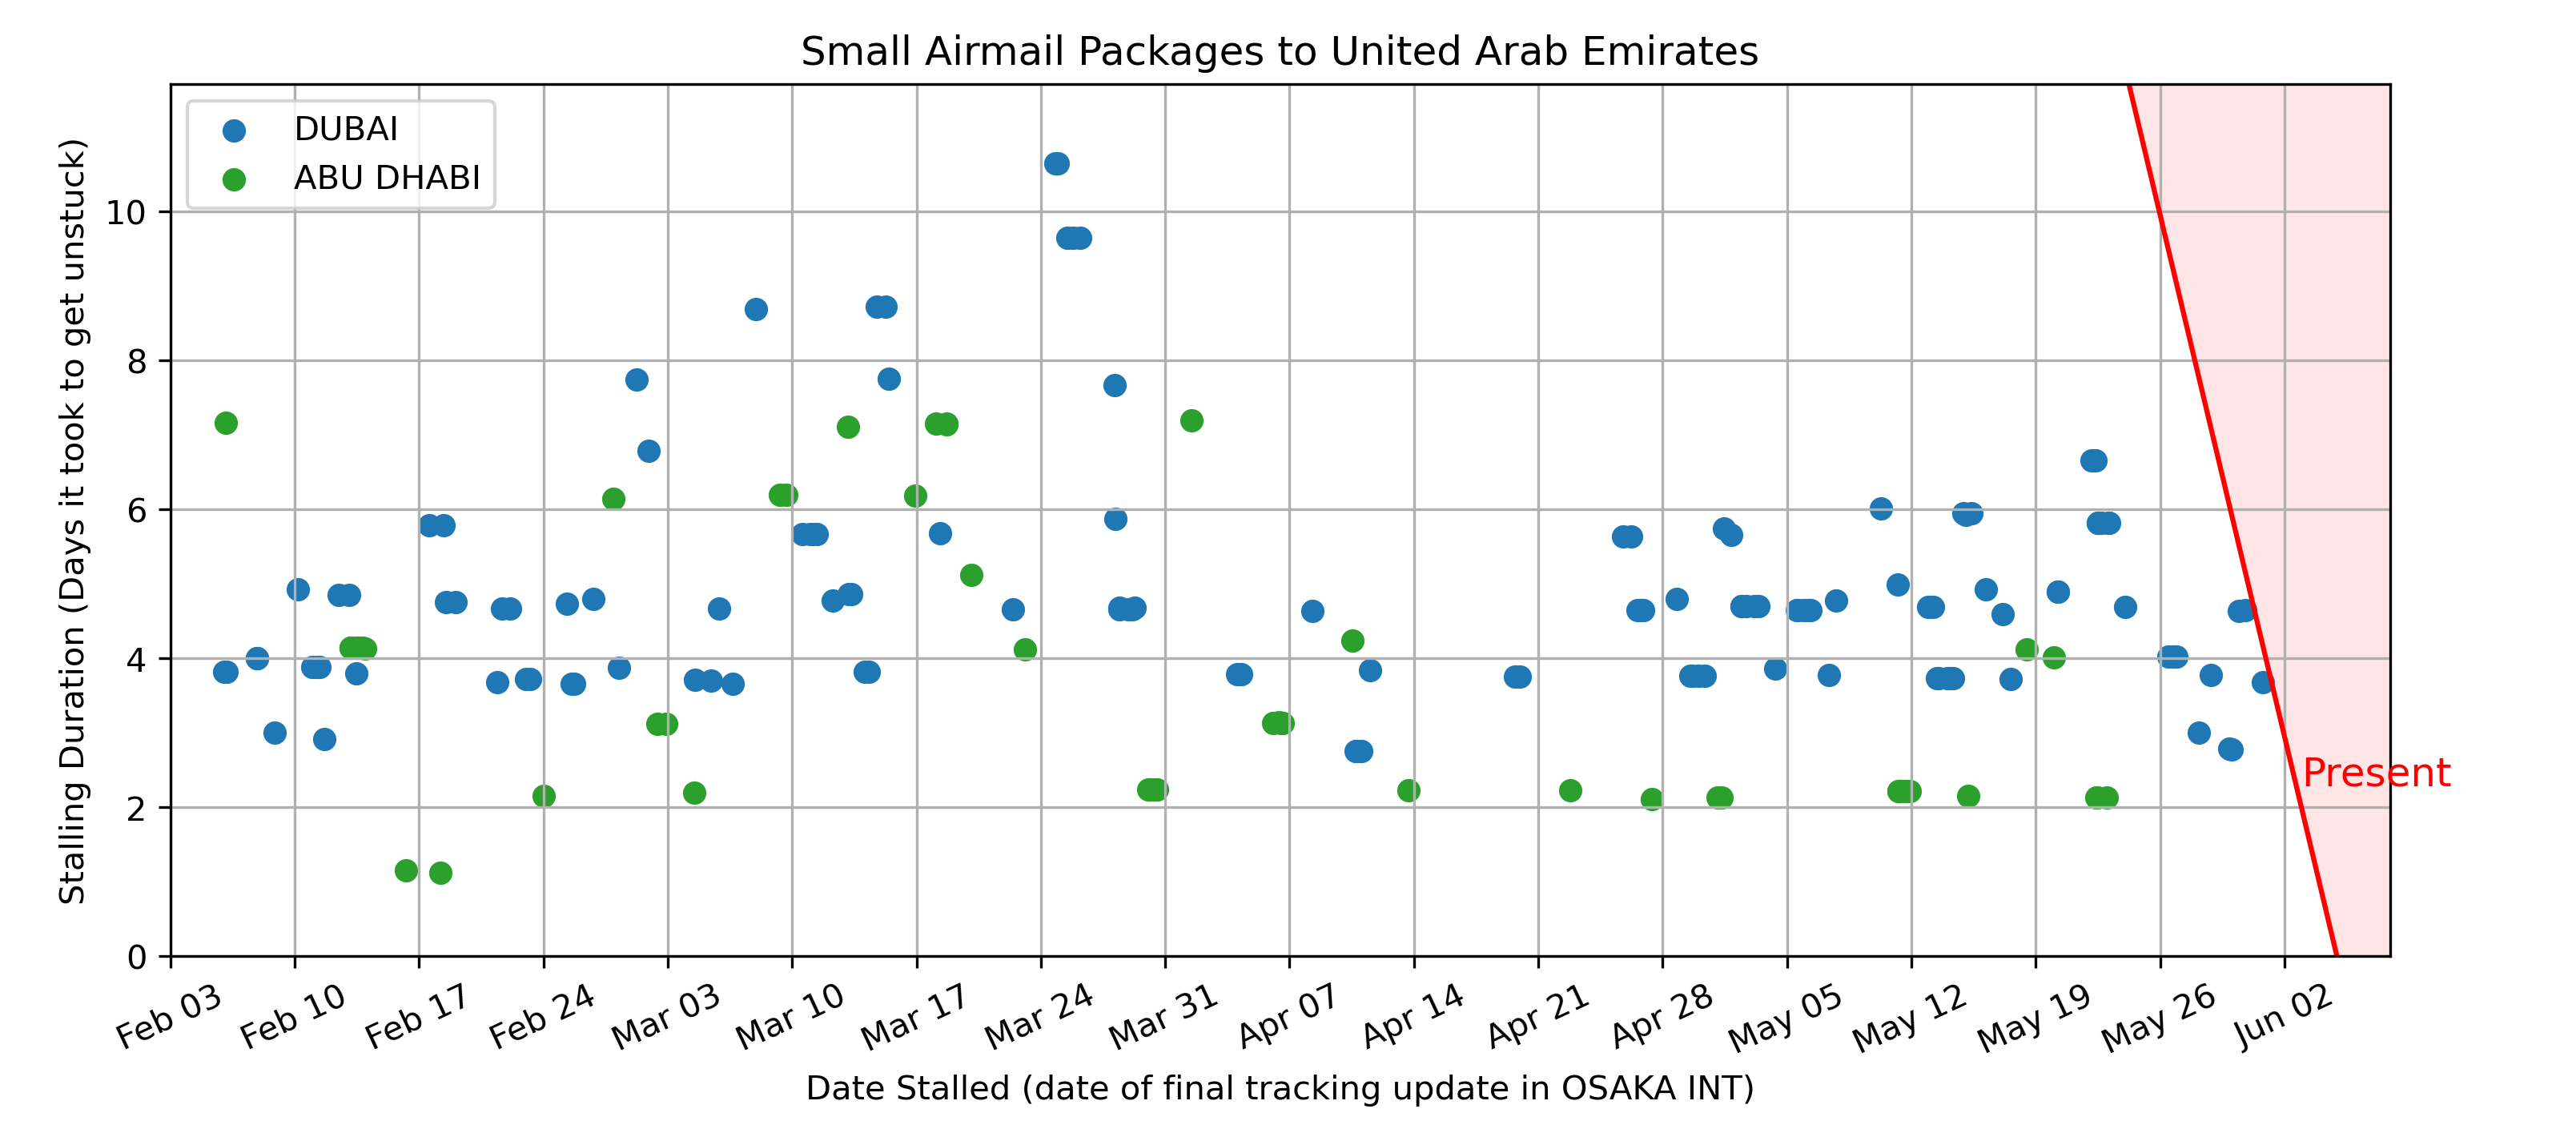 Small Airmail Packages to United Arab Emirates
DUBAI
ABU DHABI
Stalling Duration (Days it took to get unstuck)
10
8
6
4
2
0
Present
Feb 03
Feb 10
Feb 17
Feb 24
Mar 03
Mar 10
Mar 17
Mar 24
Mar 31
Apr 07
Apr 14
Apr 21
Apr 28
May 05
May 12
May 19
May 26
Jun 02
Date Stalled (date of final tracking update in OSAKA INT)